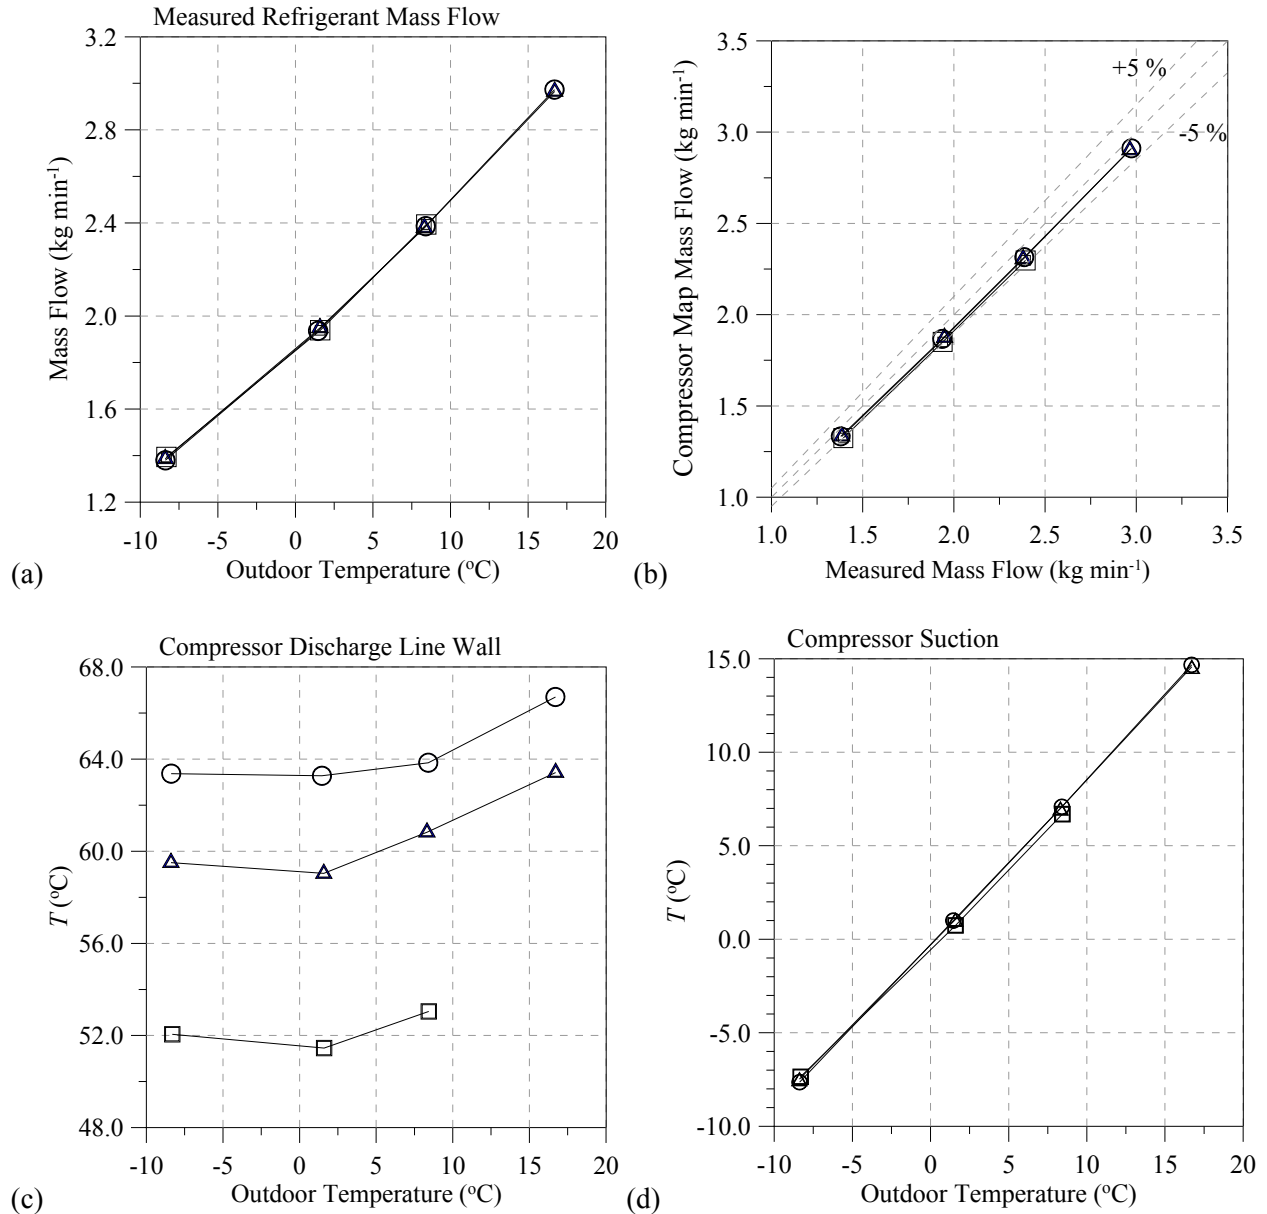 Measured Refrigerant Mass Flow
3.2
2.8
2.4
2.0
1.6
1.2
Mass Flow (kg min⁻¹)
-10 -5 0 5 10 15 20
Outdoor Temperature (°C)
(a)
3.5
3.0
2.5
2.0
1.5
1.0
Compressor Map Mass Flow (kg min⁻¹)
+5 %
-5 %
1.0 1.5 2.0 2.5 3.0 3.5
Measured Mass Flow (kg min⁻¹)
(b)
Compressor Discharge Line Wall
68.0
64.0
60.0
56.0
52.0
48.0
T (°C)
-10 -5 0 5 10 15 20
Outdoor Temperature (°C)
(c)
Compressor Suction
15.0
10.0
5.0
0.0
-5.0
-10.0
T (°C)
-10 -5 0 5 10 15 20
Outdoor Temperature (°C)
(d)